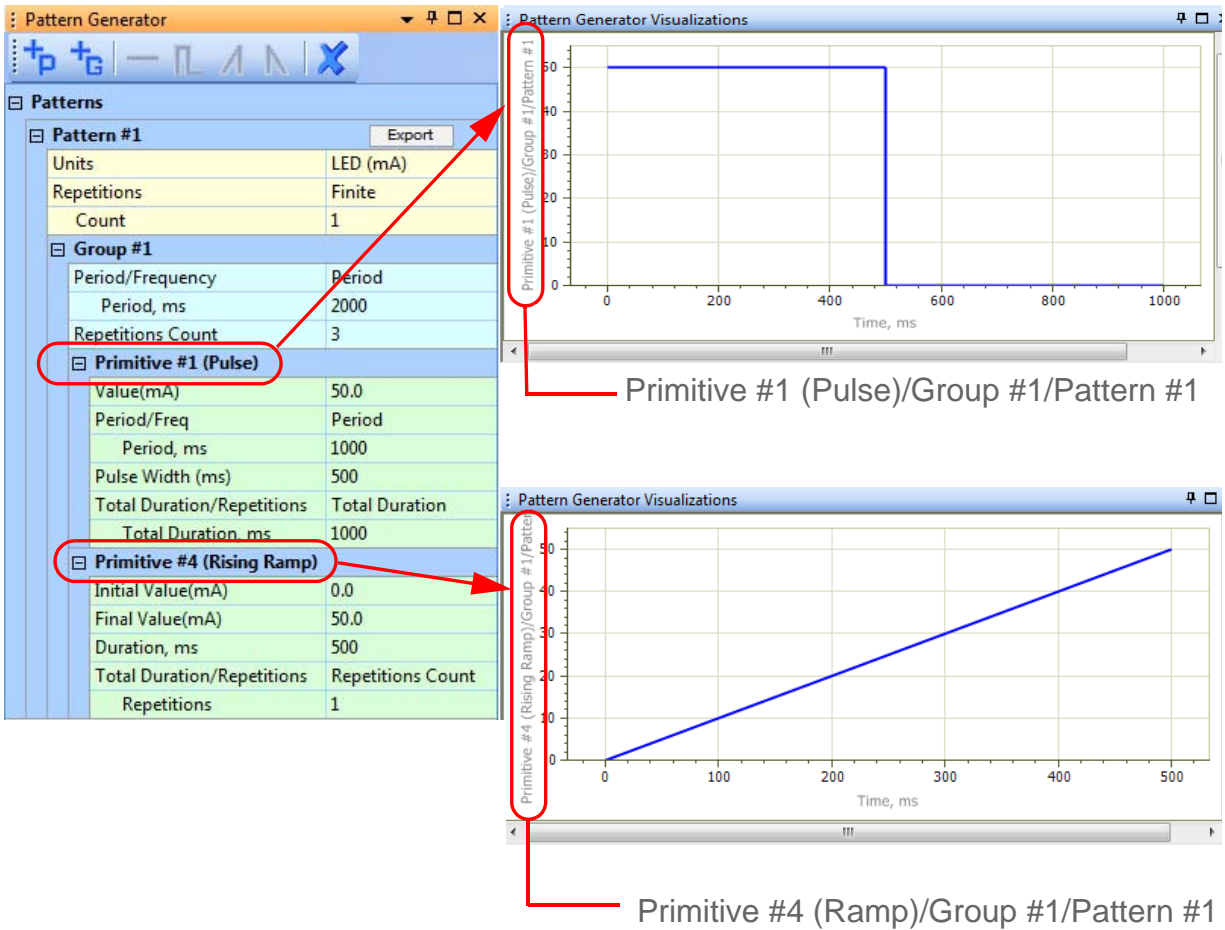 Pattern Generator
+P +G
Patterns
Pattern #1 Export
Units LED (mA)
Repetitions Finite
Count 1
Group #1
Period/Frequency Period
Period, ms 2000
Repetitions Count 3
Primitive #1 (Pulse)
Value(mA) 50.0
Period/Freq Period
Period, ms 1000
Pulse Width (ms) 500
Total Duration/Repetitions Total Duration
Total Duration, ms 1000
Primitive #4 (Rising Ramp)
Initial Value(mA) 0.0
Final Value(mA) 50.0
Duration, ms 500
Total Duration/Repetitions Repetitions Count
Repetitions 1
Pattern Generator Visualizations
Primitive #1 (Pulse)/Group #1/Pattern #1
50
40
30
20
10
0
0 200 400 600 800 1000
Time, ms
Primitive #1 (Pulse)/Group #1/Pattern #1
Pattern Generator Visualizations
Primitive #4 (Rising Ramp)/Group #1/Patter
50
40
30
20
10
0
0 100 200 300 400 500
Time, ms
Primitive #4 (Ramp)/Group #1/Pattern #1